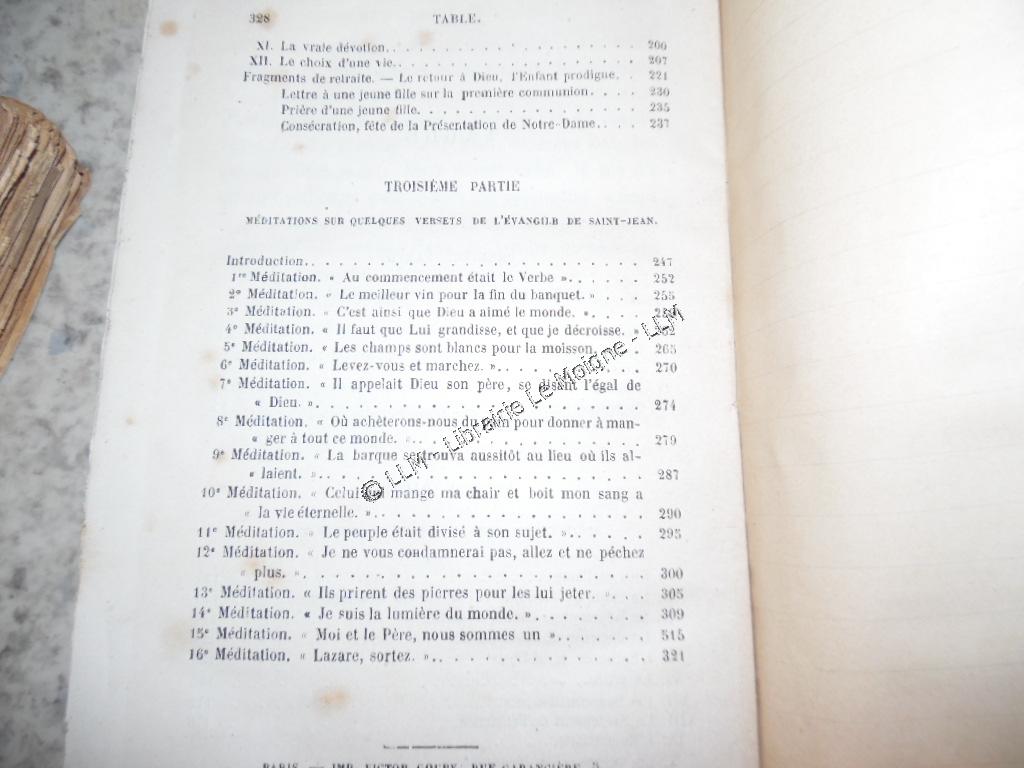 328 TABLE.
XI. La vraie dévotion. . . . . . . . . . . . . . . 200
XII. Le choix d'une vie. . . . . . . . . . . . . . . 207
Fragments de retraite. — Le retour à Dieu, l'Enfant prodigue. . 221
Lettre à une jeune fille sur la première communion . . . . 230
Prière d'une jeune fille. . . . . . . . . . . . . . 235
Consécration, fête de la Présentation de Notre-Dame. . . . 237
TROISIÈME PARTIE
MÉDITATIONS SUR QUELQUES VERSETS DE L'ÉVANGILE DE SAINT-JEAN.
Introduction. . . . . . . . . . . . . . . . . . . 247
1re Méditation. « Au commencement était le Verbe ». . . . . 252
2e Méditation. « Le meilleur vin pour la fin du banquet. » . . . 255
3e Méditation. « C'est ainsi que Dieu a aimé le monde. » . . .
4e Méditation. « Il faut que Lui grandisse, et que je décroisse. »
5e Méditation. « Les champs sont blancs pour la moisson. . . 265
6e Méditation. « Levez-vous et marchez. ». . . . . . . . 270
7e Méditation. « Il appelait Dieu son père, se disant l'égal de
« Dieu. ». . . . . . . . . . . . . . . . . . 274
8e Méditation. « Où achèterons-nous du pain pour donner à man-
« ger à tout ce monde. ». . . . . . . . . . . . . 279
9e Méditation. « La barque se trouva aussitôt au lieu où ils al-
« laient. ». . . . . . . . . . . . . . . . . 287
10e Méditation. « Celui qui mange ma chair et boit mon sang a
« la vie éternelle. ». . . . . . . . . . . . . . . 290
11e Méditation. « Le peuple était divisé à son sujet. ». . . . . 295
12e Méditation. « Je ne vous condamnerai pas, allez et ne péchez
« plus. ». . . . . . . . . . . . . . . . . . 300
13e Méditation. « Ils prirent des pierres pour les lui jeter. ». . . 305
14e Méditation. « Je suis la lumière du monde. ». . . . . . 309
15e Méditation. « Moi et le Père, nous sommes un ». . . . . 315
16e Méditation. « Lazare, sortez. ». . . . . . . . . . . 321
© LLM - Librairie Le Moigne - LLM
PARIS. — IMP. VICTOR GOUPY, RUE GARANCIÈRE, 5.